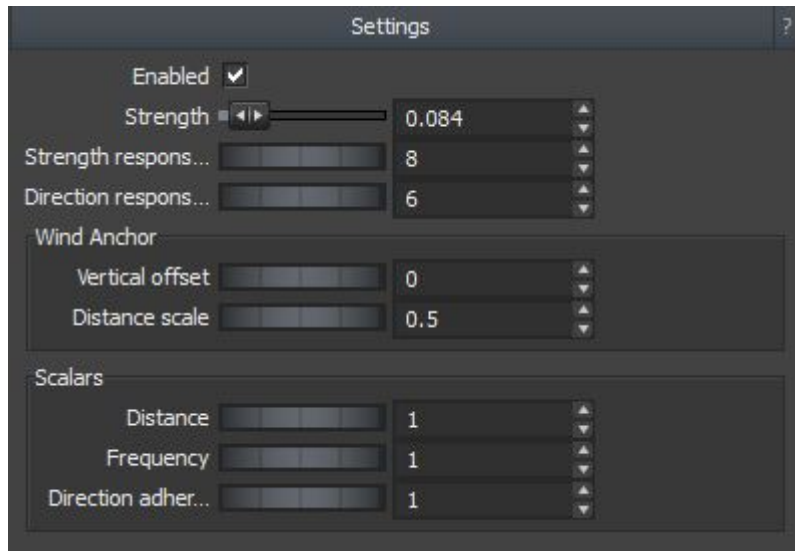 Settings ?
Enabled
Strength 0.084
Strength respons... 8
Direction respons... 6
Wind Anchor
Vertical offset 0
Distance scale 0.5
Scalars
Distance 1
Frequency 1
Direction adher... 1